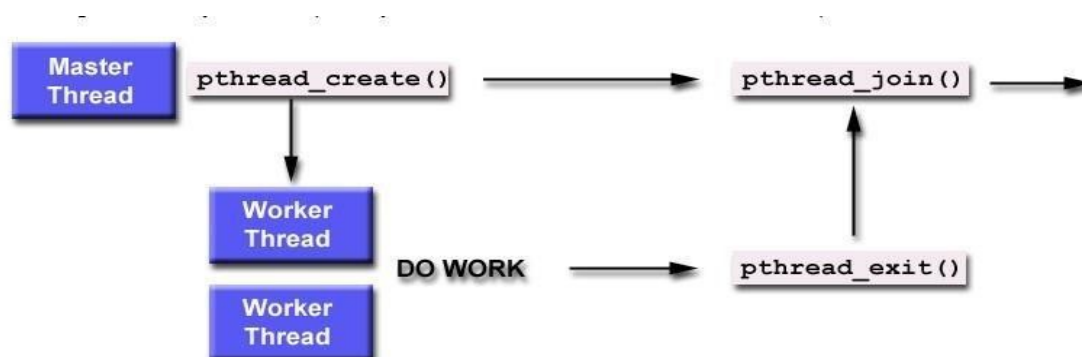 Master
Thread
pthread_create()
pthread_join()
Worker
Thread
DO WORK
pthread_exit()
Worker
Thread